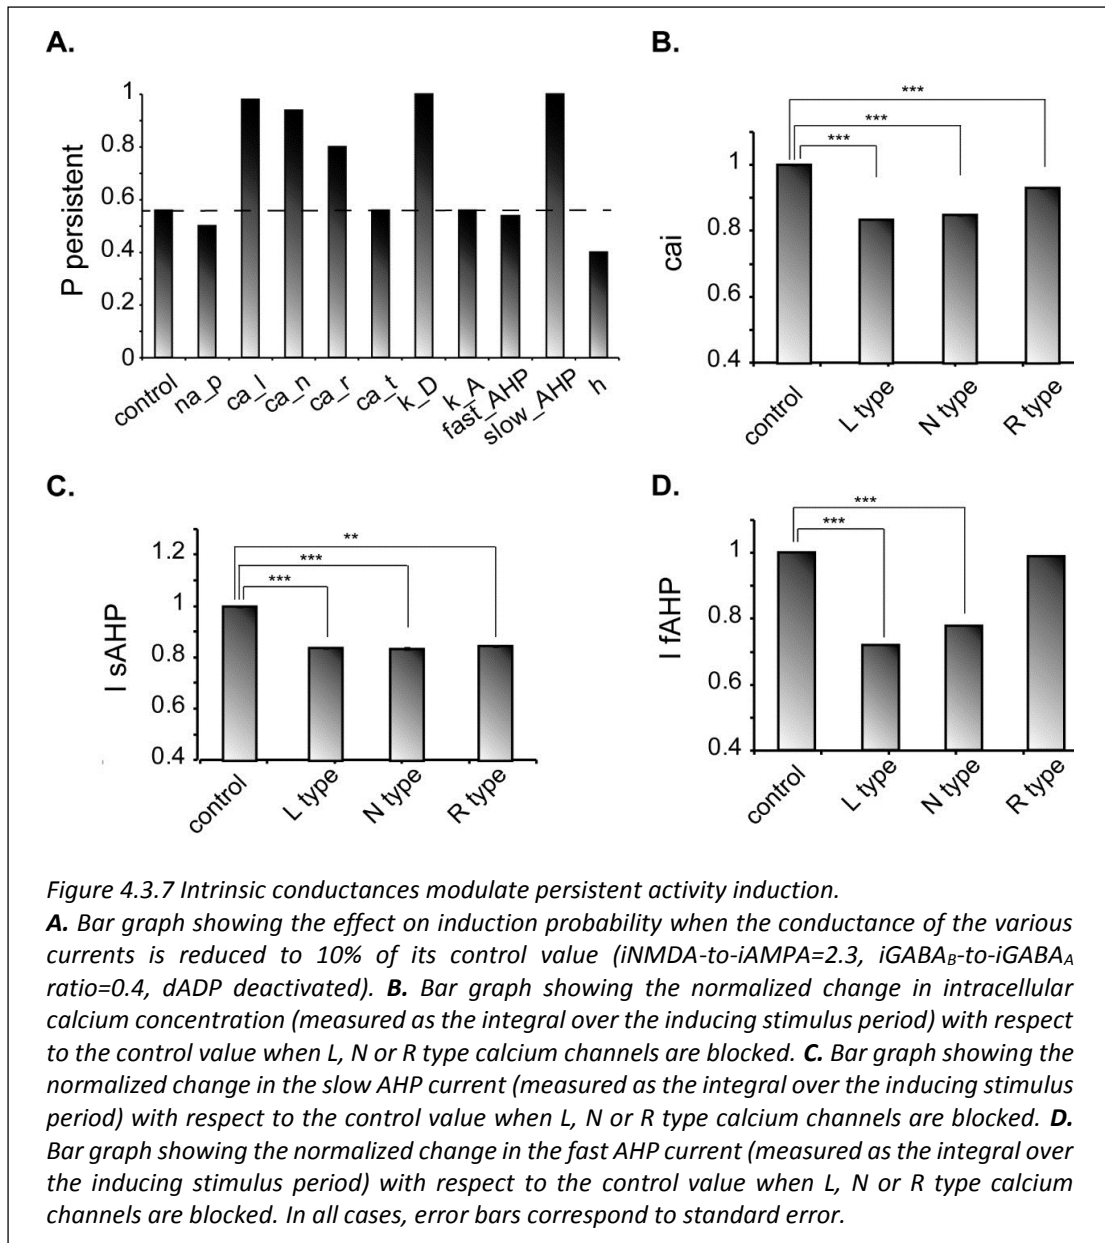 A.
P persistent
1
0.8
0.6
0.4
0.2
0
control
na_p
ca_l
ca_n
ca_r
ca_t
k_D
k_A
fast_AHP
slow_AHP
h
B.
cai
1
0.8
0.6
0.4
***
***
***
control
L type
N type
R type
C.
I sAHP
1.2
1
0.8
0.6
0.4
**
***
***
control
L type
N type
R type
D.
I fAHP
1
0.8
0.6
0.4
***
***
control
L type
N type
R type
Figure 4.3.7 Intrinsic conductances modulate persistent activity induction.
A. Bar graph showing the effect on induction probability when the conductance of the various
currents is reduced to 10% of its control value (iNMDA-to-iAMPA=2.3, iGABAB-to-iGABAA
ratio=0.4, dADP deactivated). B. Bar graph showing the normalized change in intracellular
calcium concentration (measured as the integral over the inducing stimulus period) with respect
to the control value when L, N or R type calcium channels are blocked. C. Bar graph showing the
normalized change in the slow AHP current (measured as the integral over the inducing stimulus
period) with respect to the control value when L, N or R type calcium channels are blocked. D.
Bar graph showing the normalized change in the fast AHP current (measured as the integral over
the inducing stimulus period) with respect to the control value when L, N or R type calcium
channels are blocked. In all cases, error bars correspond to standard error.